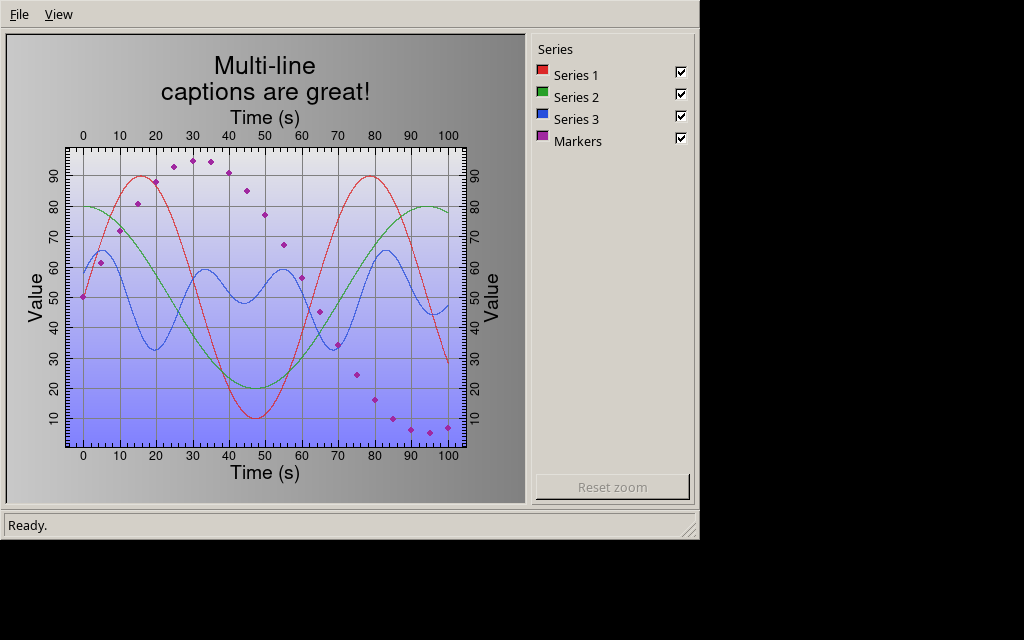 File View
Multi-line
captions are great!
Time (s)
0 10 20 30 40 50 60 70 80 90 100
90 90
80 80
70 70
60 60
50 50
40 40
30 30
20 20
10 10
Value Value
0 10 20 30 40 50 60 70 80 90 100
Time (s)
Series
Series 1
Series 2
Series 3
Markers
Reset zoom
Ready.